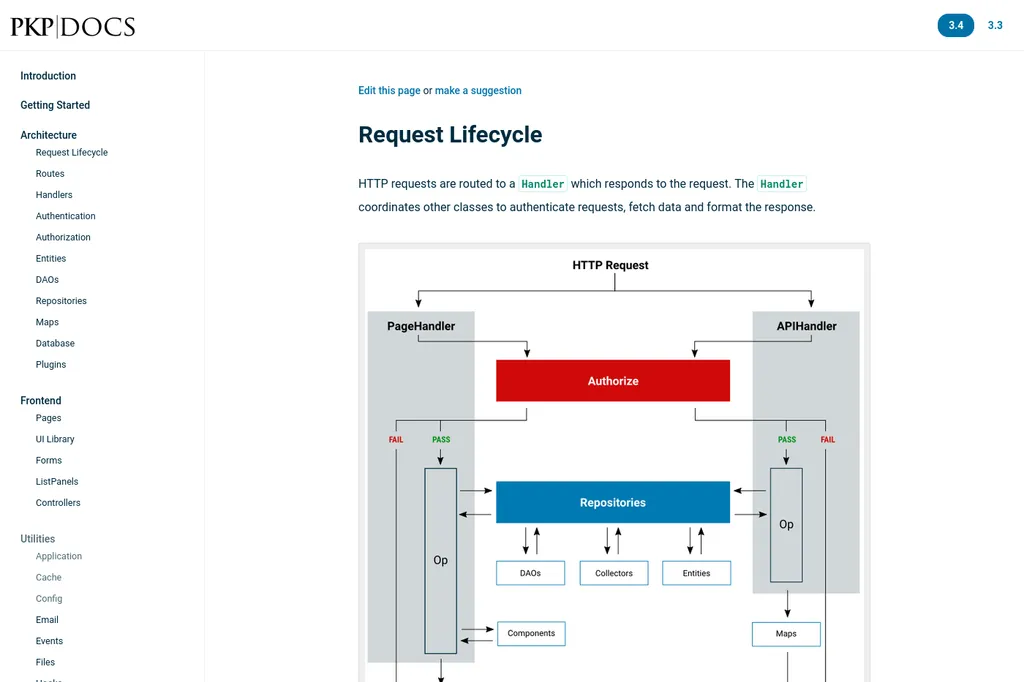 PKP|DOCS
3.4
3.3
Introduction
Getting Started
Architecture
Request Lifecycle
Routes
Handlers
Authentication
Authorization
Entities
DAOs
Repositories
Maps
Database
Plugins
Frontend
Pages
UI Library
Forms
ListPanels
Controllers
Utilities
Application
Cache
Config
Email
Events
Files
Edit this page or make a suggestion
Request Lifecycle
HTTP requests are routed to a Handler which responds to the request. The Handler
coordinates other classes to authenticate requests, fetch data and format the response.
HTTP Request
PageHandler
APIHandler
Authorize
FAIL
PASS
PASS
FAIL
Repositories
Op
Op
DAOs
Collectors
Entities
Components
Maps